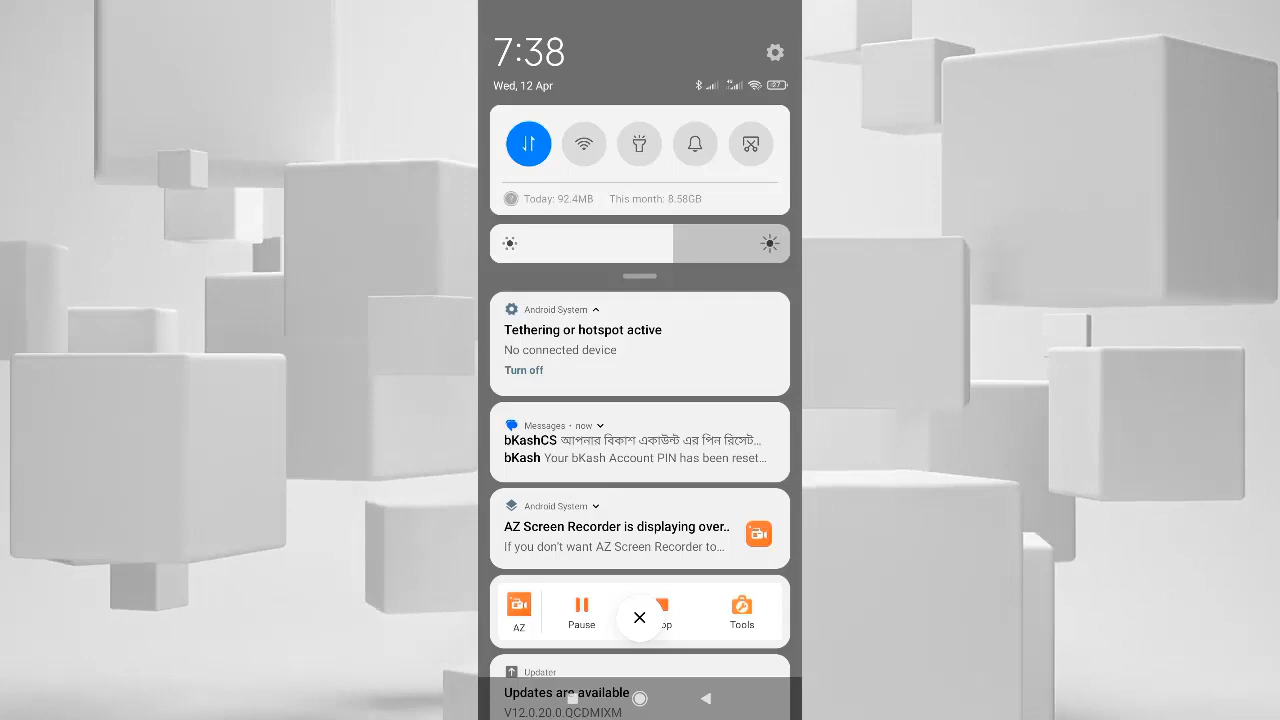 7:38
Wed, 12 Apr
4G
27
Today: 92.4MB
This month: 8.58GB
Android System
Tethering or hotspot active
No connected device
Turn off
Messages • now
bKashCS আপনার বিকাশ একাউন্ট এর পিন রিসেট...
bKash Your bKash Account PIN has been reset...
Android System
AZ Screen Recorder is displaying over..
If you don't want AZ Screen Recorder to...
AZ
Pause
op
Tools
Updater
Updates are available
V12.0.20.0.QCDMIXM